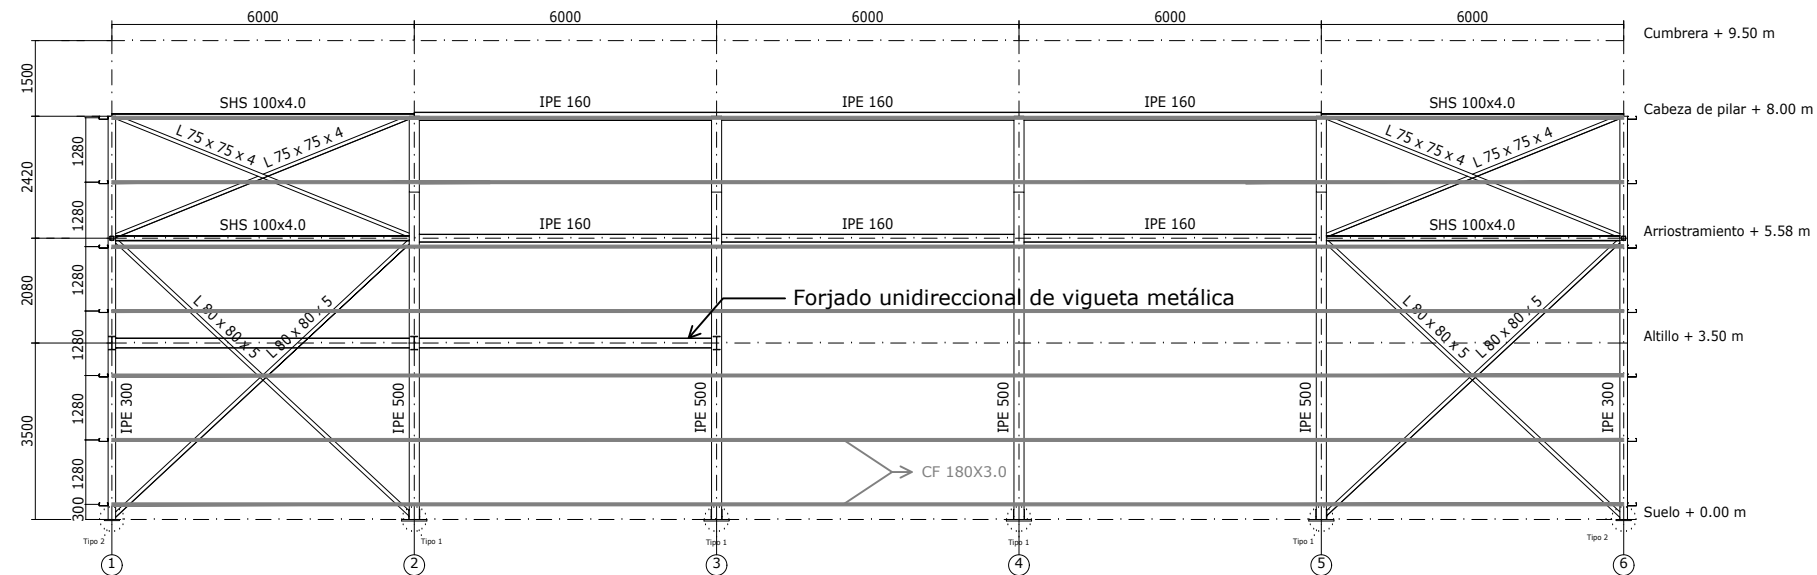 6000 6000 6000 6000 6000
Cumbrera + 9.50 m
1500
SHS 100x4.0 IPE 160 IPE 160 IPE 160 SHS 100x4.0
Cabeza de pilar + 8.00 m
L 75 x 75 x 4 L 75 x 75 x 4 L 75 x 75 x 4 L 75 x 75 x 4
1280
2420
1280
SHS 100x4.0 IPE 160 IPE 160 IPE 160 SHS 100x4.0
Arriostramiento + 5.58 m
1280
2080
Forjado unidireccional de vigueta metálica
L 80 x 80 x 5 L 80 x 80 x 5 L 80 x 80 x 5 L 80 x 80 x 5
1280
Altillo + 3.50 m
IPE 300 IPE 500 IPE 500 IPE 500 IPE 500 IPE 300
1280
3500
1280
CF 180X3.0
300
Suelo + 0.00 m
Tipo 2 Tipo 1 Tipo 1 Tipo 1 Tipo 1 Tipo 2
1 2 3 4 5 6